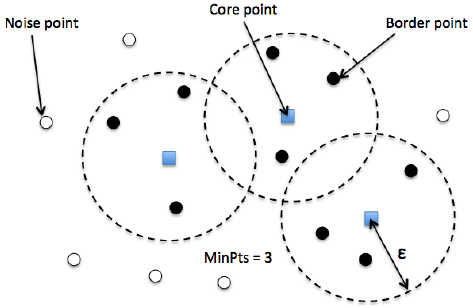 Core point
Noise point
Border point
MinPts = 3
ε